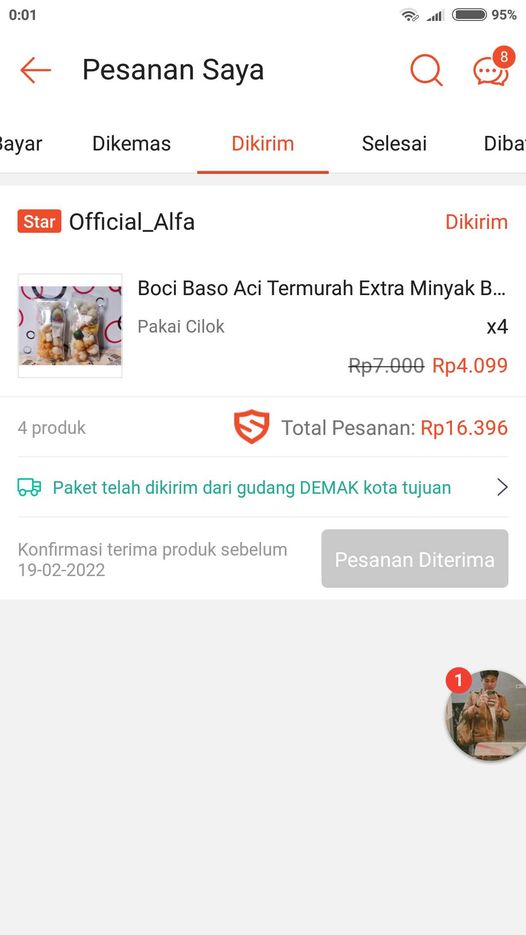 0:01 95%
Pesanan Saya 8
Bayar Dikemas Dikirim Selesai Diba
Star Official_Alfa Dikirim
Boci Baso Aci Termurah Extra Minyak B...
Pakai Cilok x4
Rp7.000 Rp4.099
4 produk Total Pesanan: Rp16.396
Paket telah dikirim dari gudang DEMAK kota tujuan
Konfirmasi terima produk sebelum
19-02-2022
Pesanan Diterima
1